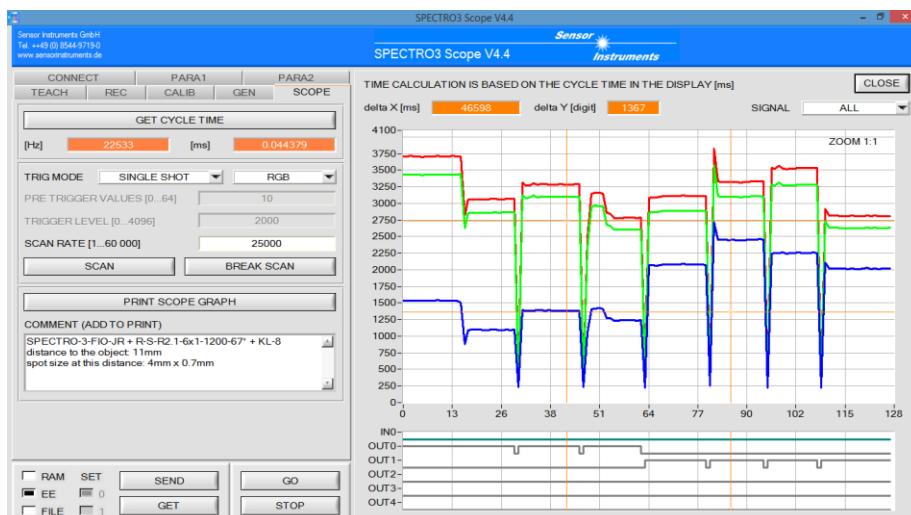 SPECTRO3 Scope V4.4
Sensor Instruments GmbH
Tel. ++49 (0) 8544-9719-0
www.sensorinstruments.de
SPECTRO3 Scope V4.4
Sensor
Instruments
CONNECT PARA1 PARA2
TEACH REC CALIB GEN SCOPE
GET CYCLE TIME
[Hz] 22533 [ms] 0.044379
TRIG MODE SINGLE SHOT RGB
PRE TRIGGER VALUES [0..64] 10
TRIGGER LEVEL [0...4096] 2000
SCAN RATE [1...60 000] 25000
SCAN BREAK SCAN
PRINT SCOPE GRAPH
COMMENT (ADD TO PRINT)
SPECTRO-3-FIO-JR + R-S-R2.1-6x1-1200-67° + KL-8
distance to the object: 11mm
spot size at this distance: 4mm x 0.7mm
RAM SET SEND GO
EE 0
FILE 1 GET STOP
TIME CALCULATION IS BASED ON THE CYCLE TIME IN THE DISPLAY [ms] CLOSE
delta X [ms] 46598 delta Y [digit] 1367 SIGNAL ALL
ZOOM 1:1
4100
3750
3500
3250
3000
2750
2500
2250
2000
1750
1500
1250
1000
750
500
250
0
0 13 26 38 51 64 77 90 102 115 128
IN0
OUT0
OUT1
OUT2
OUT3
OUT4